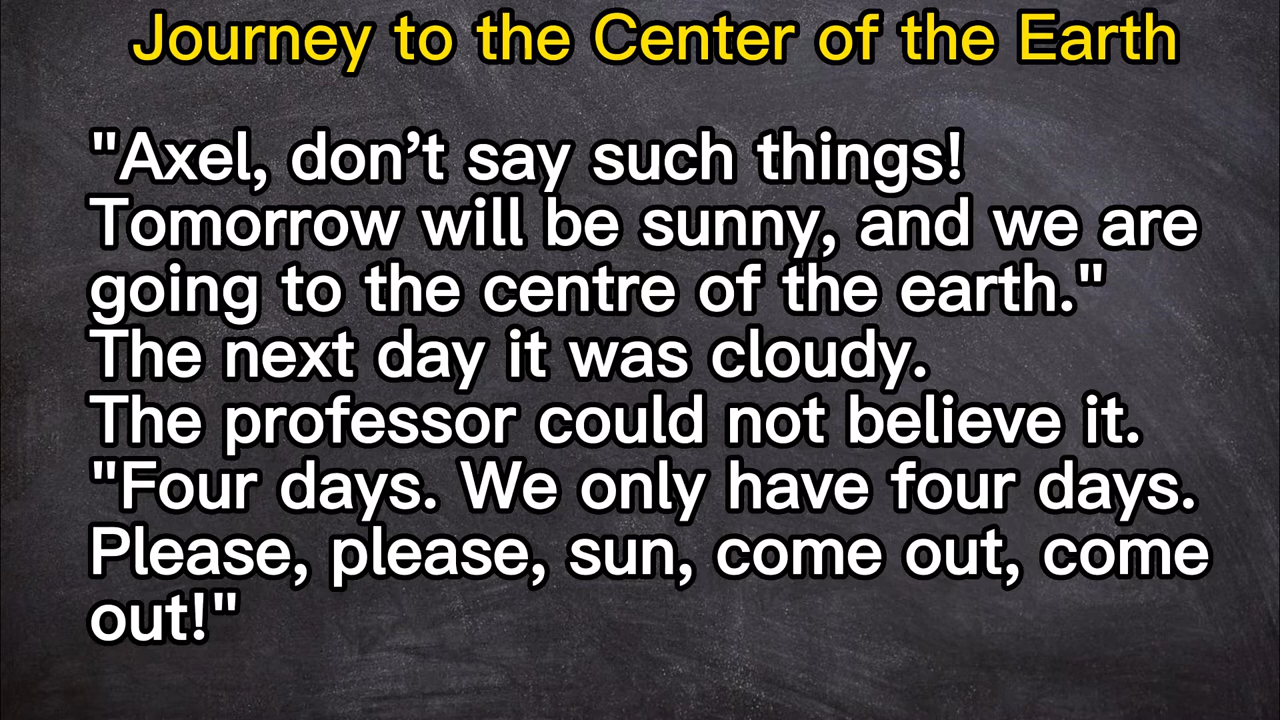 Journey to the Center of the Earth
"Axel, don’t say such things!
Tomorrow will be sunny, and we are
going to the centre of the earth."
The next day it was cloudy.
The professor could not believe it.
"Four days. We only have four days.
Please, please, sun, come out, come
out!"